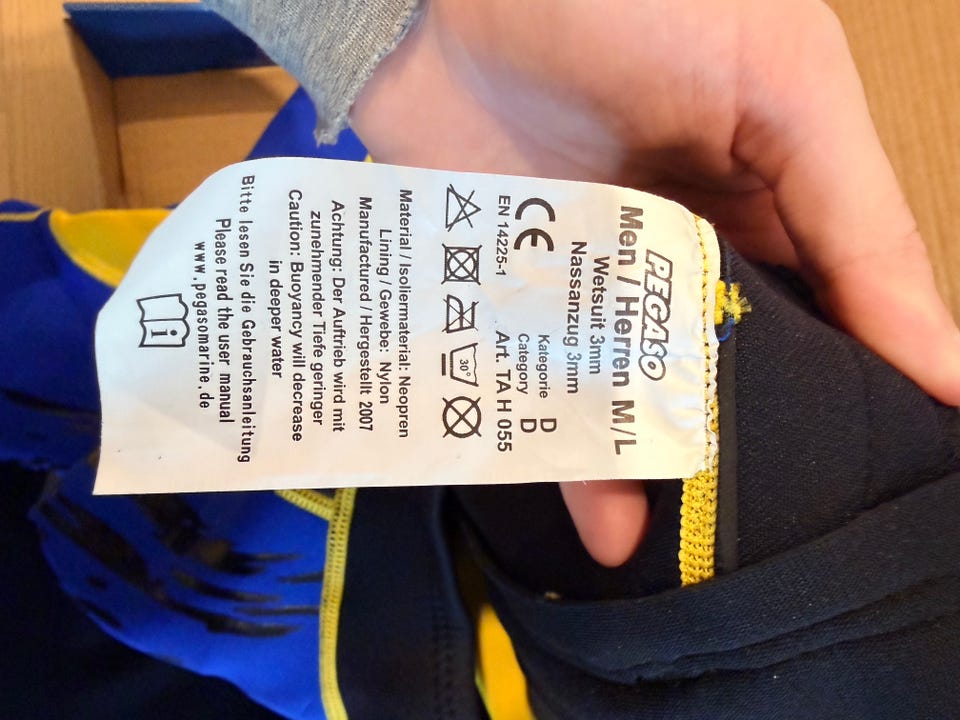 PEGASO
Men / Herren M/L
Wetsuit 3mm
Nassanzug 3mm
CE
Kategorie D
Category D
EN 14225-1 Art. TA H 055
30°
Material / Isoliermaterial: Neopren
Lining / Gewebe: Nylon
Manufactured / Hergestellt 2007
Achtung: Der Auftrieb wird mit
zunehmender Tiefe geringer
Caution: Buoyancy will decrease
in deeper water
Bitte lesen Sie die Gebrauchsanleitung
Please read the user manual
www.pegasomarine.de
i